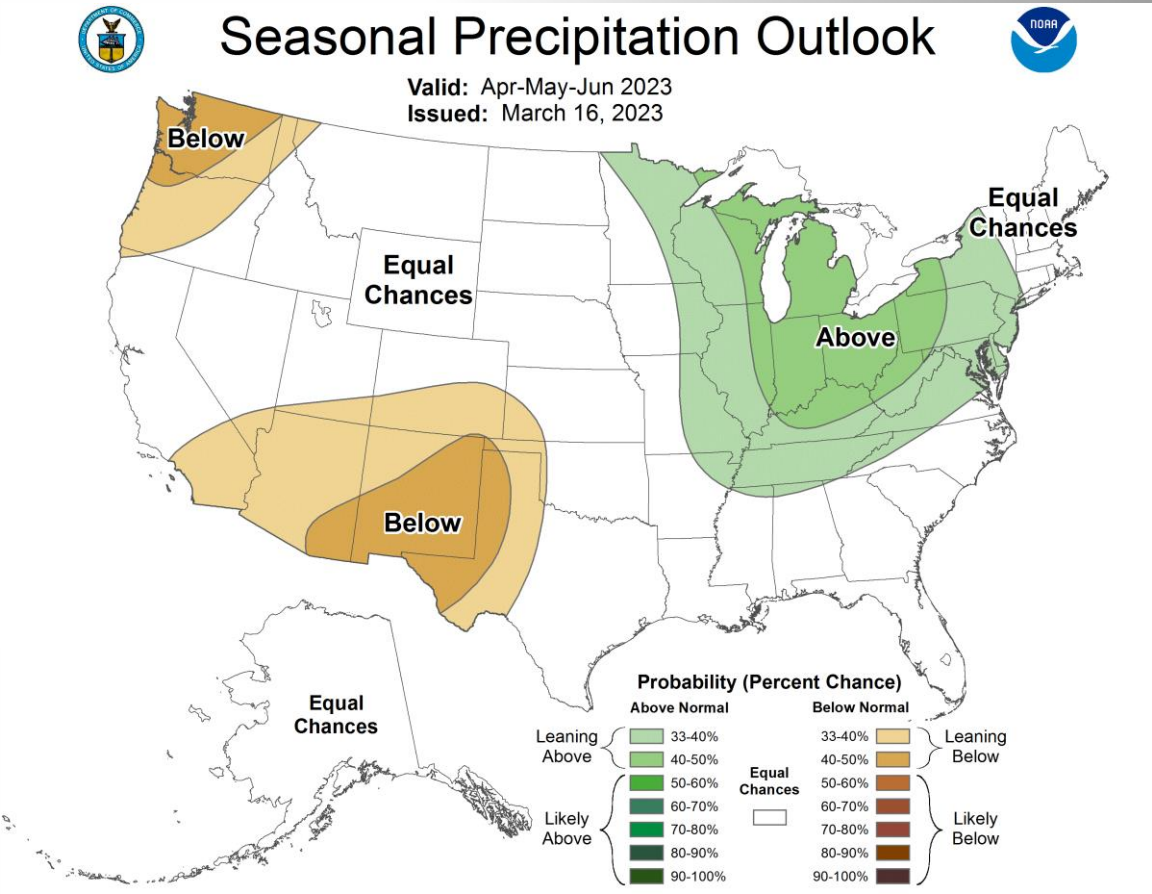 Seasonal Precipitation Outlook
NOAA
Valid: Apr-May-Jun 2023
Issued: March 16, 2023
Below
Equal
Chances
Equal
Chances
Above
Below
Equal
Chances
Probability (Percent Chance)
Above Normal
Below Normal
Leaning
Above
33-40%
40-50%
Likely
Above
50-60%
60-70%
70-80%
80-90%
90-100%
Equal
Chances
33-40%
40-50%
Leaning
Below
50-60%
60-70%
70-80%
80-90%
90-100%
Likely
Below